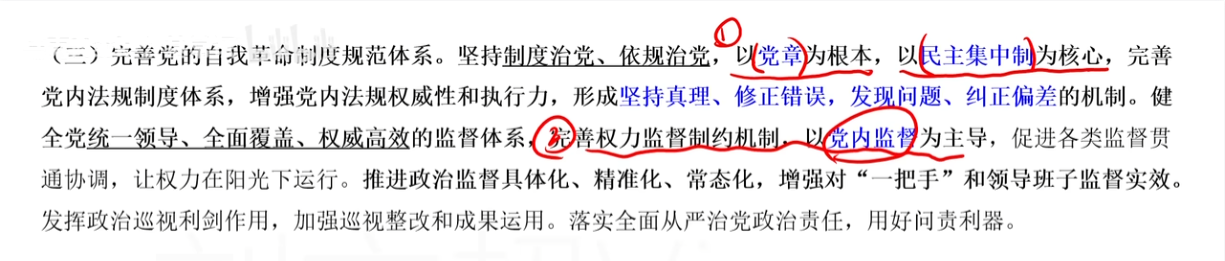 （三）完善党的自我革命制度规范体系。坚持制度治党、依规治党，以党章为根本，以民主集中制为核心，完善
党内法规制度体系，增强党内法规权威性和执行力，形成坚持真理、修正错误，发现问题、纠正偏差的机制。健
全党统一领导、全面覆盖、权威高效的监督体系，完善权力监督制约机制，以党内监督为主导，促进各类监督贯
通协调，让权力在阳光下运行。推进政治监督具体化、精准化、常态化，增强对“一把手”和领导班子监督实效。
发挥政治巡视利剑作用，加强巡视整改和成果运用。落实全面从严治党政治责任，用好问责利器。